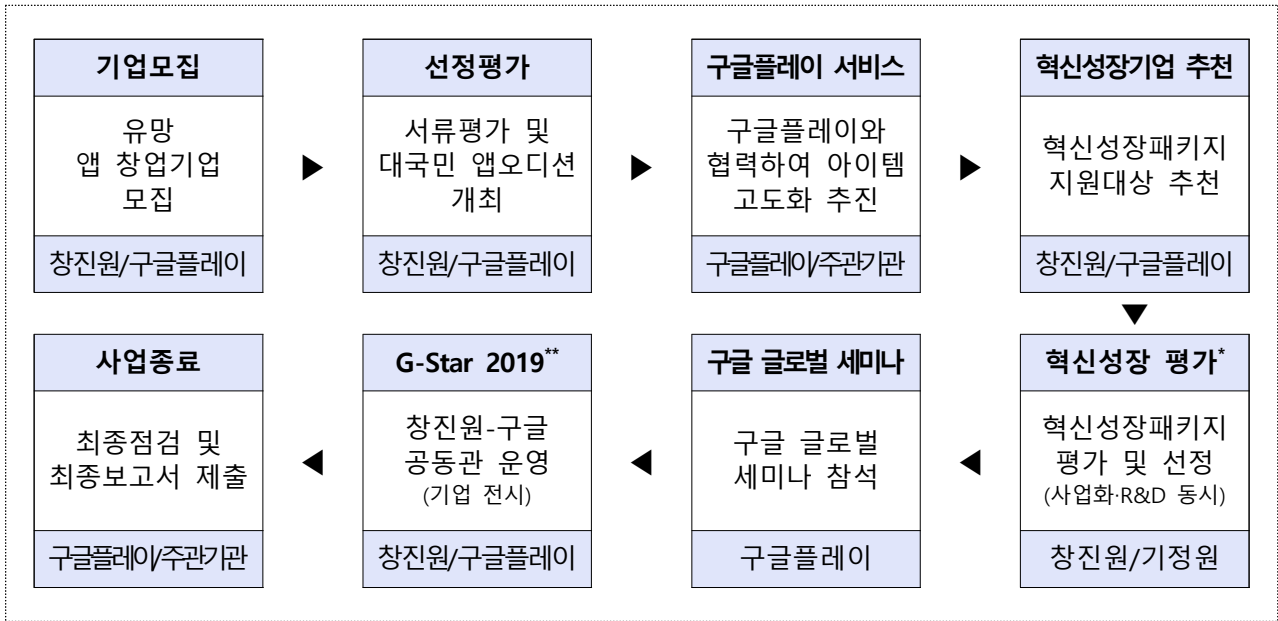 기업모집
유망
앱 창업기업
모집
창진원/구글플레이
▶
선정평가
서류평가 및
대국민 앱오디션
개최
창진원/구글플레이
▶
구글플레이 서비스
구글플레이와
협력하여 아이템
고도화 추진
구글플레이/주관기관
▶
혁신성장기업 추천
혁신성장패키지
지원대상 추천
창진원/구글플레이
▼
혁신성장 평가*
혁신성장패키지
평가 및 선정
(사업화·R&D 동시)
창진원/기정원
◀
구글 글로벌 세미나
구글 글로벌
세미나 참석
구글플레이
◀
G-Star 2019**
창진원-구글
공동관 운영
(기업 전시)
창진원/구글플레이
◀
사업종료
최종점검 및
최종보고서 제출
구글플레이/주관기관